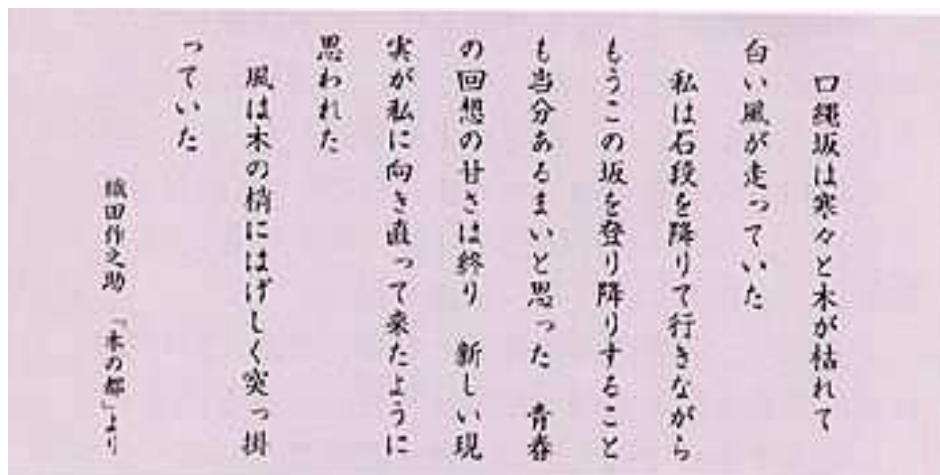 口縄坂は寒々と木が枯れて
白い風が走っていた
私は石段を降りて行きながら
もうこの坂を登り降りすること
も当分あるまいと思った　青春
の回想の甘さは終り　新しい現
実が私に向き直って来たように
思われた
風は木の梢にはげしく突っ掛
っていた
織田作之助　「木の都」より